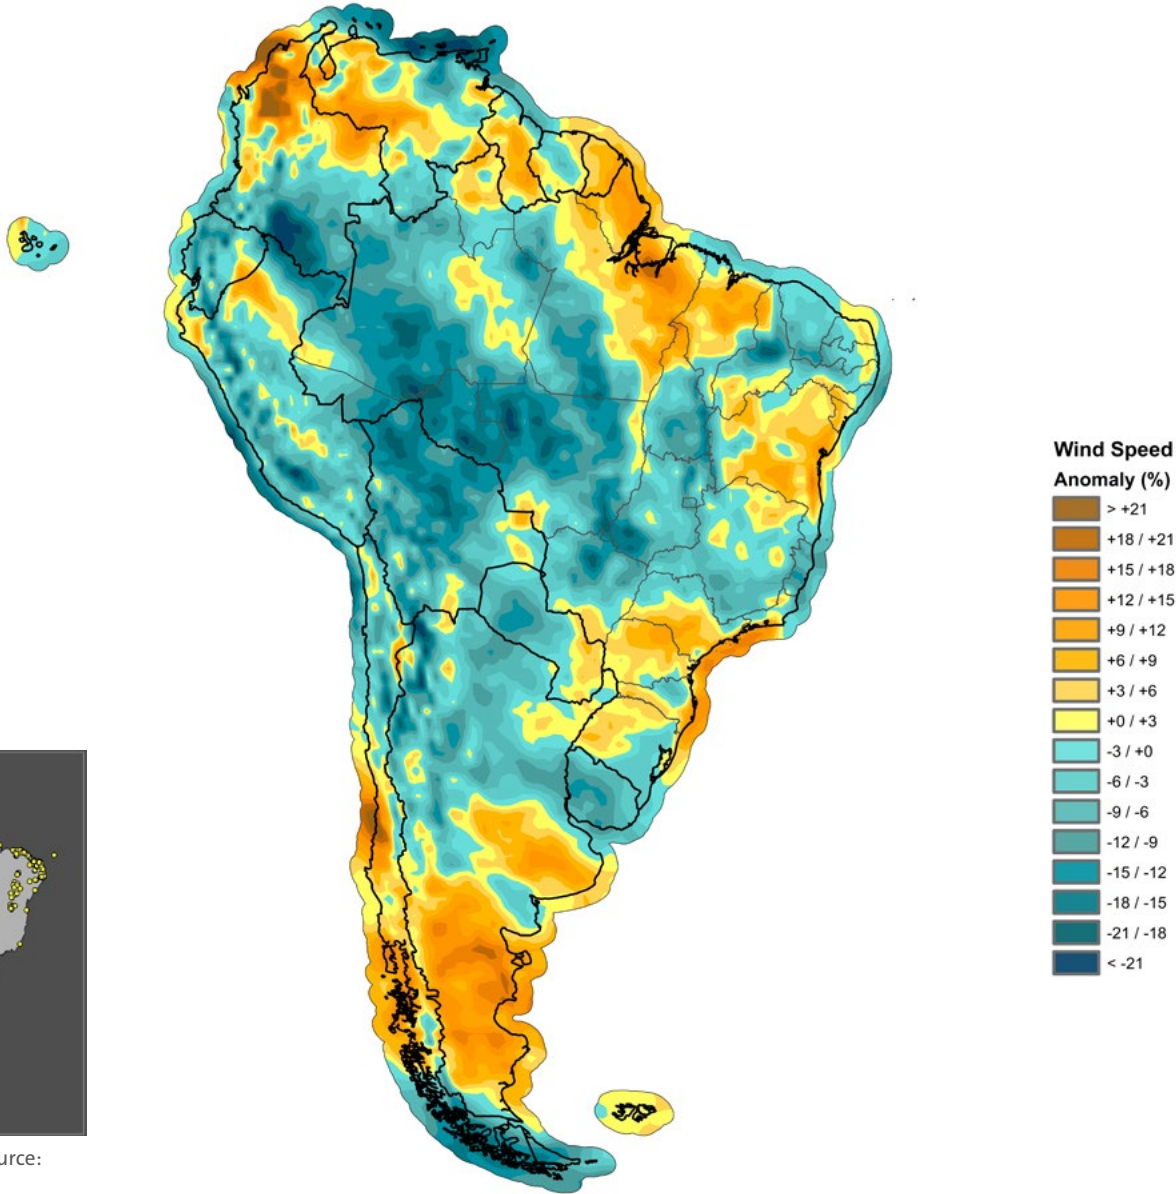 Wind Speed
Anomaly (%)
> +21
+18 / +21
+15 / +18
+12 / +15
+9 / +12
+6 / +9
+3 / +6
+0 / +3
-3 / +0
-6 / -3
-9 / -6
-12 / -9
-15 / -12
-18 / -15
-21 / -18
< -21
urce: